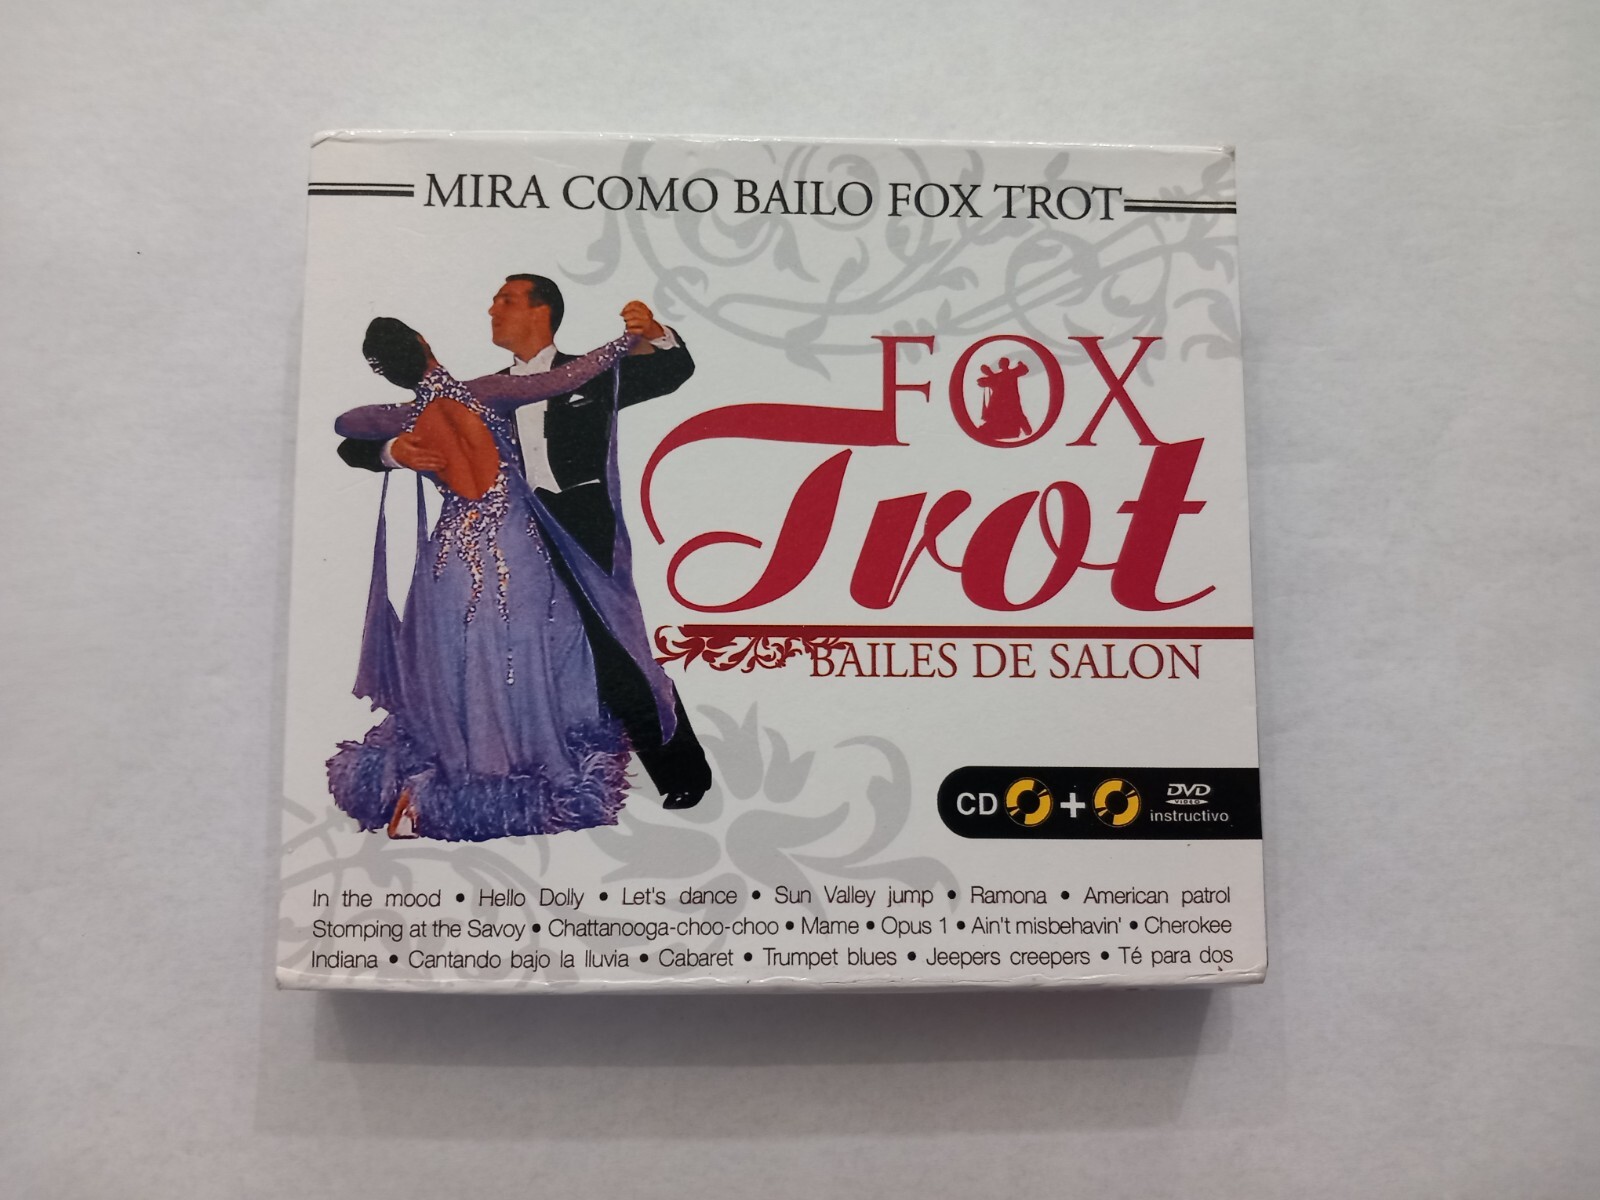 MIRA COMO BAILO FOX TROT
FOX
Trot
BAILES DE SALON
CD + DVD
VIDEO
instructivo
In the mood • Hello Dolly • Let's dance • Sun Valley jump • Ramona • American patrol
Stomping at the Savoy • Chattanooga-choo-choo • Mame • Opus 1 • Ain't misbehavin' • Cherokee
Indiana • Cantando bajo la lluvia • Cabaret • Trumpet blues • Jeepers creepers • Té para dos